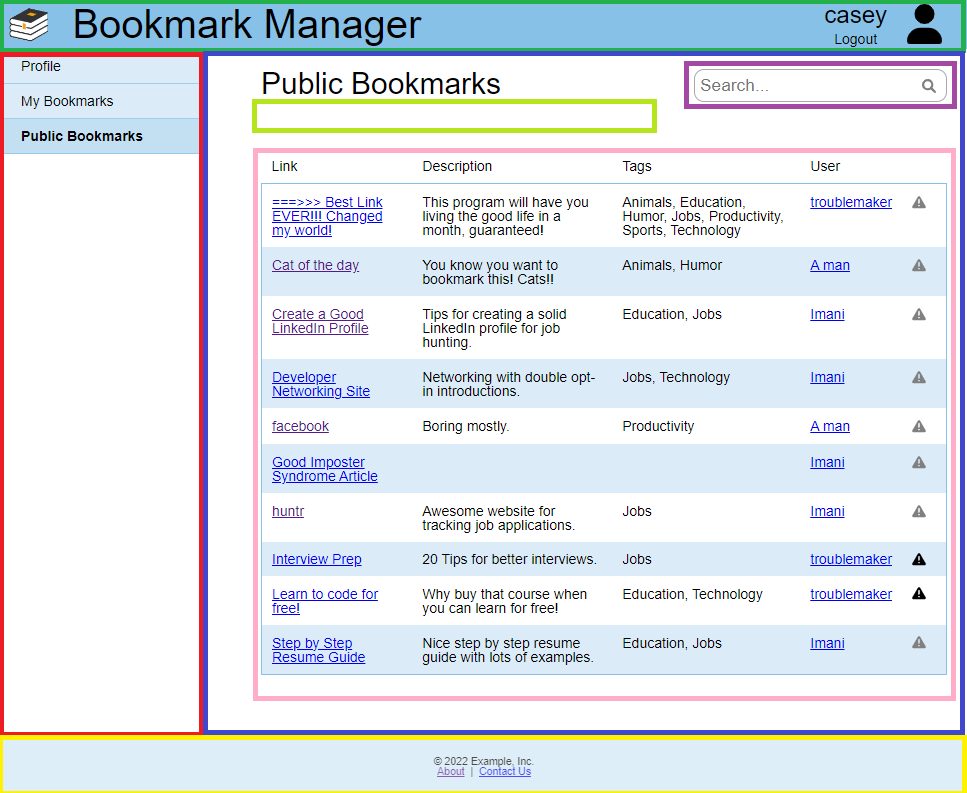 Bookmark Manager
casey
Logout
Profile
My Bookmarks
Public Bookmarks
Public Bookmarks
Search...
Link Description Tags User
===>>> Best Link This program will have you Animals, Education, troublemaker
EVER!!! Changed living the good life in a Humor, Jobs, Productivity,
my world! month, guaranteed! Sports, Technology
Cat of the day You know you want to Animals, Humor A man
bookmark this! Cats!!
Create a Good Tips for creating a solid Education, Jobs Imani
LinkedIn Profile LinkedIn profile for job
hunting.
Developer Networking with double opt- Jobs, Technology Imani
Networking Site in introductions.
facebook Boring mostly. Productivity A man
Good Imposter Imani
Syndrome Article
huntr Awesome website for Jobs Imani
tracking job applications.
Interview Prep 20 Tips for better interviews. Jobs troublemaker
Learn to code for Why buy that course when Education, Technology troublemaker
free! you can learn for free!
Step by Step Nice step by step resume Education, Jobs Imani
Resume Guide guide with lots of examples.
© 2022 Example, Inc.
About | Contact Us